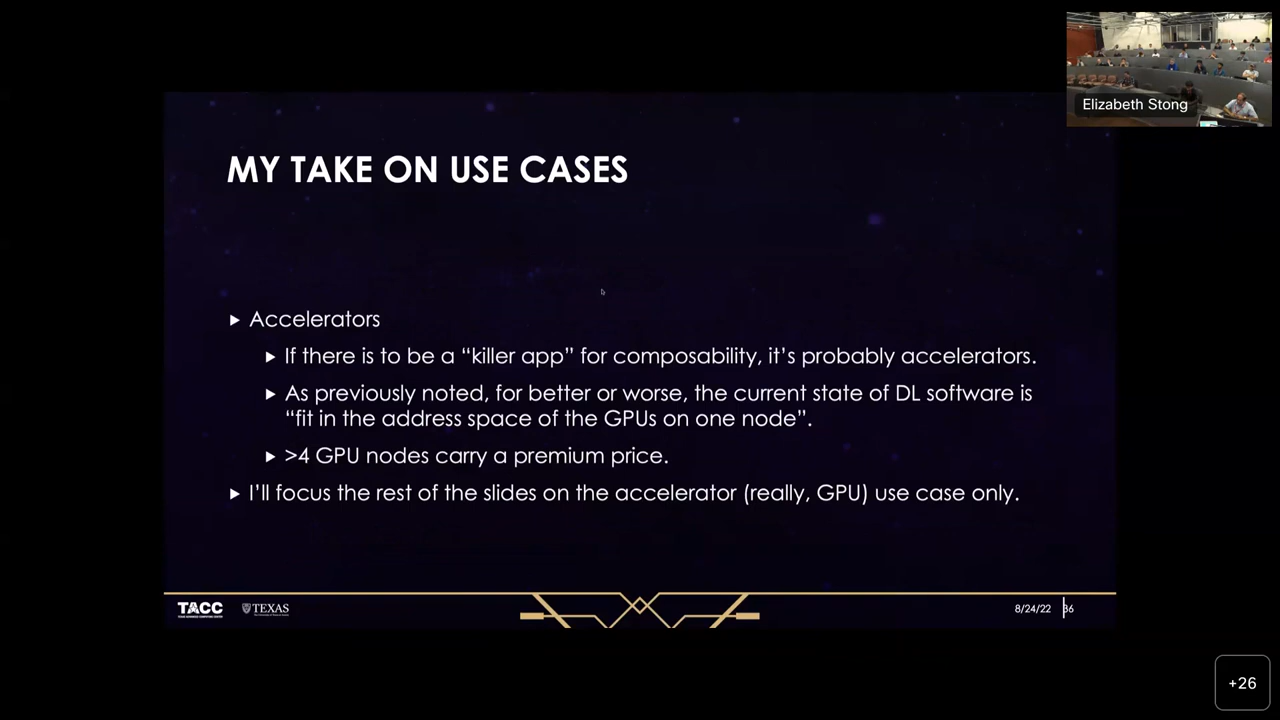 Elizabeth Stong
MY TAKE ON USE CASES
Accelerators
If there is to be a “killer app” for composability, it’s probably accelerators.
As previously noted, for better or worse, the current state of DL software is
“fit in the address space of the GPUs on one node”.
>4 GPU nodes carry a premium price.
I’ll focus the rest of the slides on the accelerator (really, GPU) use case only.
TACC
TEXAS
8/24/22
36
+26